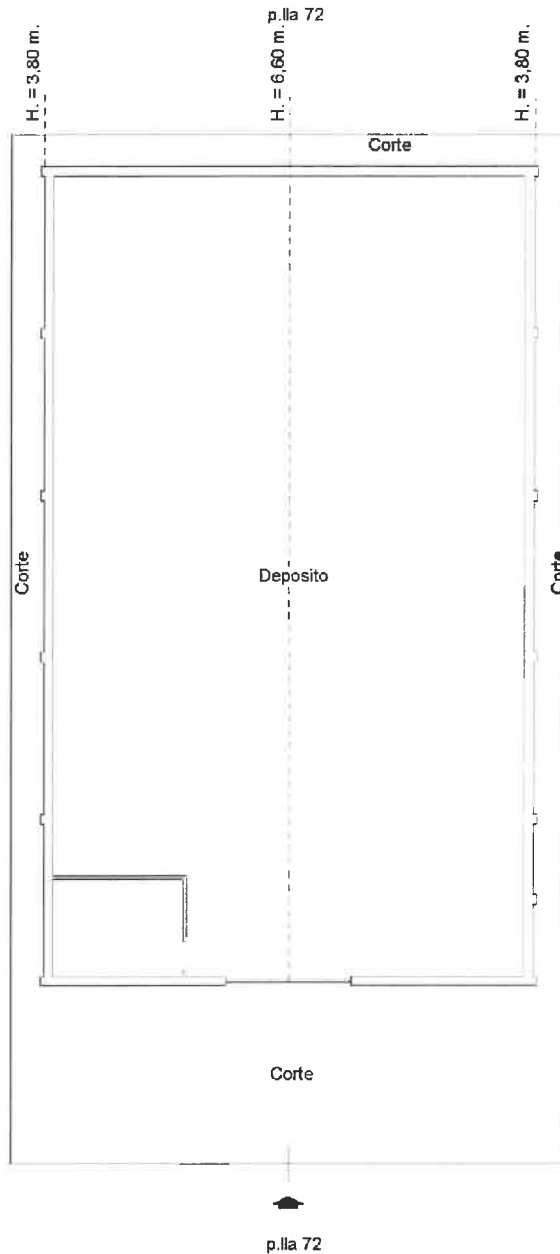 p.lla 72
H. = 3,80 m.
H. = 6,60 m.
H. = 3,80 m.
Corte
Corte
Deposito
Corte
Corte
p.lla 72